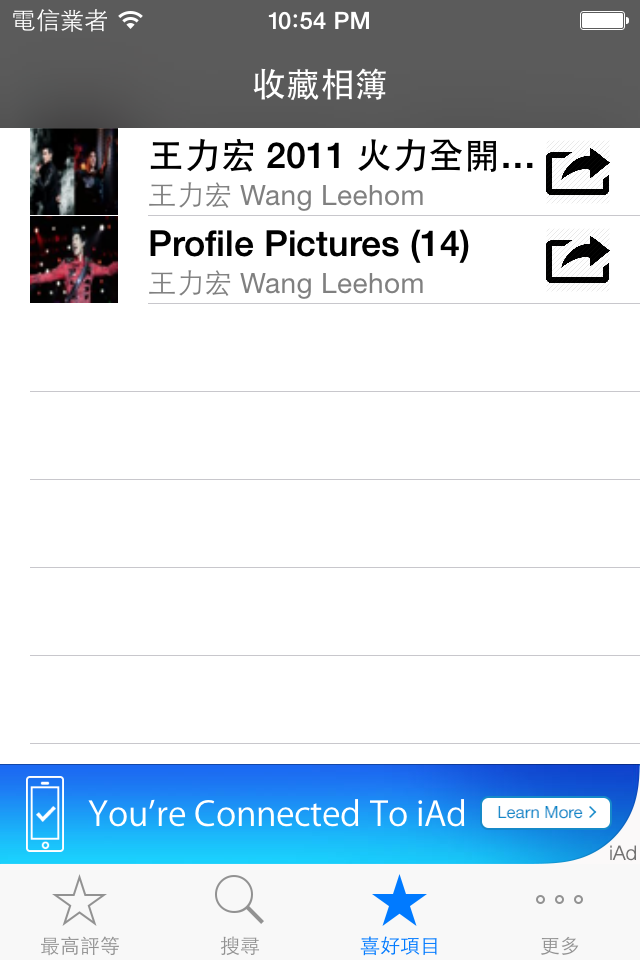 電信業者 10:54 PM
收藏相簿
王力宏 2011 火力全開...
王力宏 Wang Leehom
Profile Pictures (14)
王力宏 Wang Leehom
You're Connected To iAd Learn More >
iAd
最高評等 搜尋 喜好項目 更多